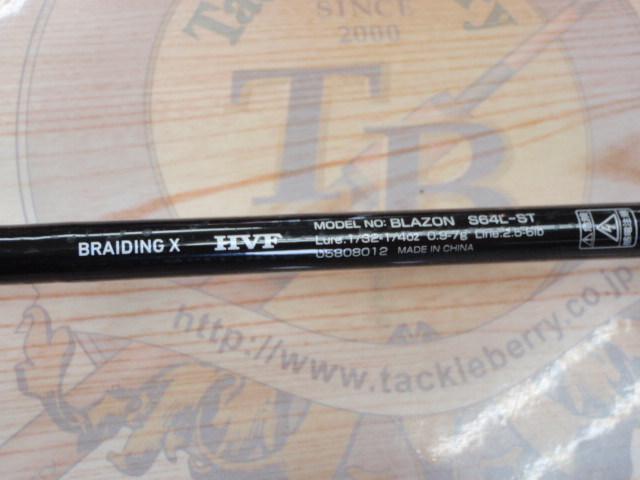 SINCE
2000
TB
BRAIDING X HVF
MODEL NO: BLAZON S64L-ST
Lure.1/32-1/4oz 0.9-7g Line.2.5-6lb
05808012 MADE IN CHINA
http://www.tackleberry.co.jp